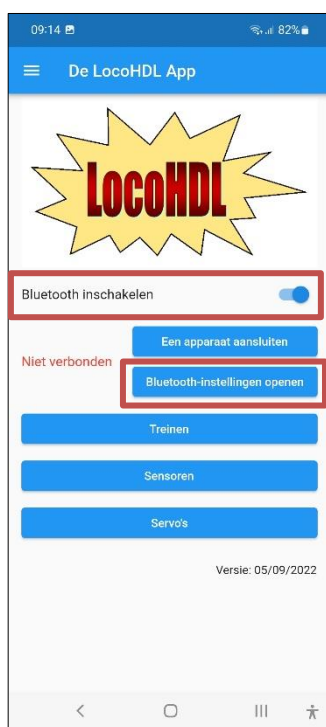 09:14 82%
De LocoHDL App
LOCOHDL
Bluetooth inschakelen
Een apparaat aansluiten
Niet verbonden
Bluetooth-instellingen openen
Treinen
Sensoren
Servo's
Versie: 05/09/2022